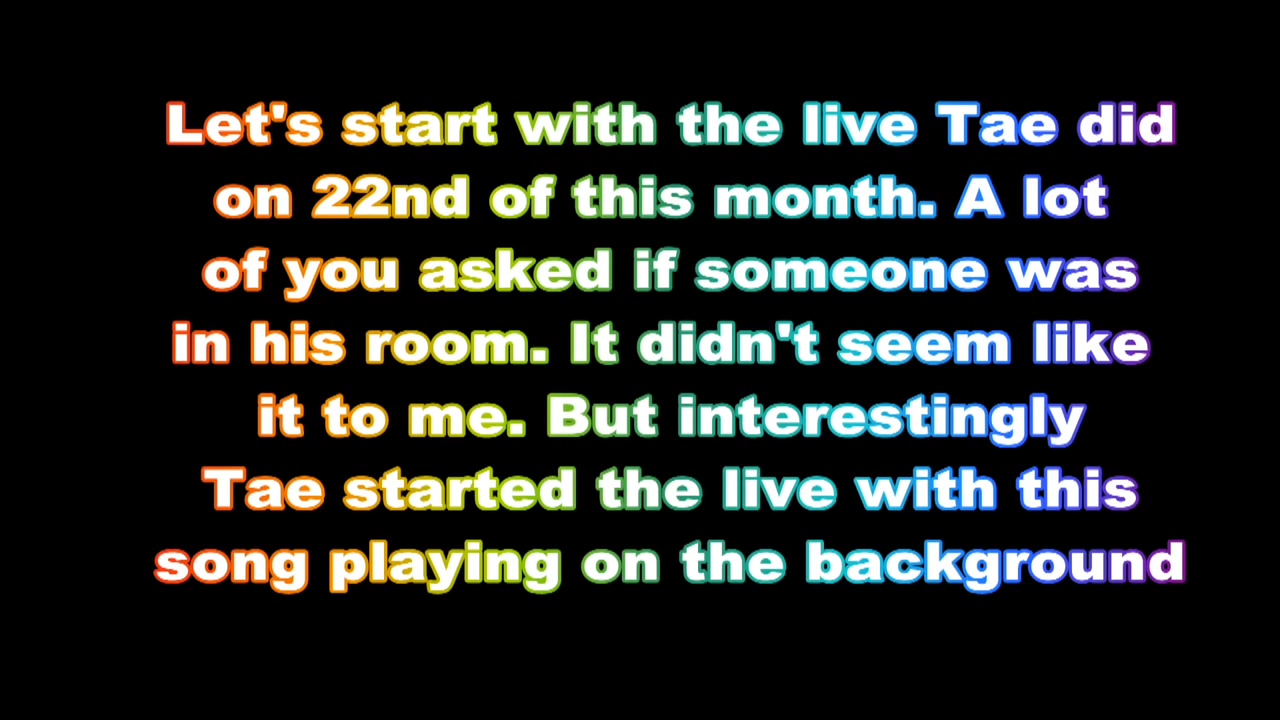 Let's start with the live Tae did
on 22nd of this month. A lot
of you asked if someone was
in his room. It didn't seem like
it to me. But interestingly
Tae started the live with this
song playing on the background